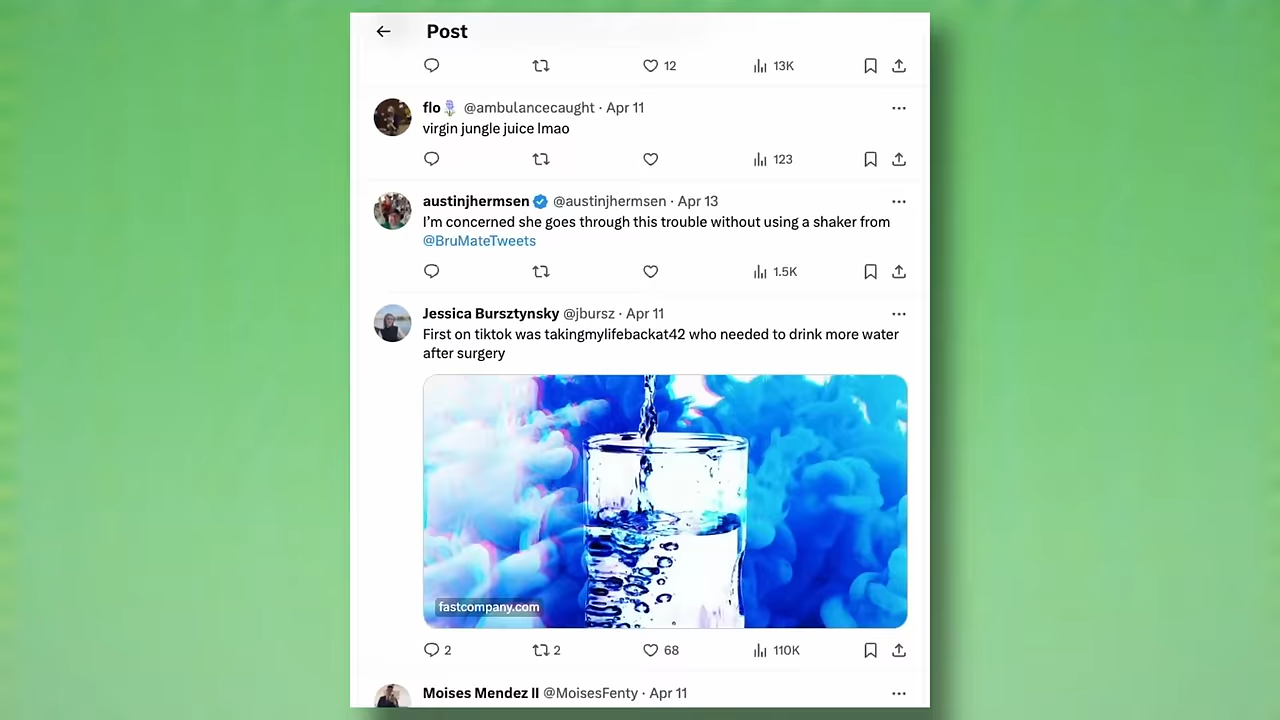 Post
12 13K
flo @ambulancecaught · Apr 11
virgin jungle juice lmao
123
austinjhermsen @austinjhermsen · Apr 13
I'm concerned she goes through this trouble without using a shaker from
@BruMateTweets
1.5K
Jessica Bursztynsky @jbursz · Apr 11
First on tiktok was takingmylifebackat42 who needed to drink more water
after surgery
fastcompany.com
2 2 68 110K
Moises Mendez II @MoisesFenty · Apr 11